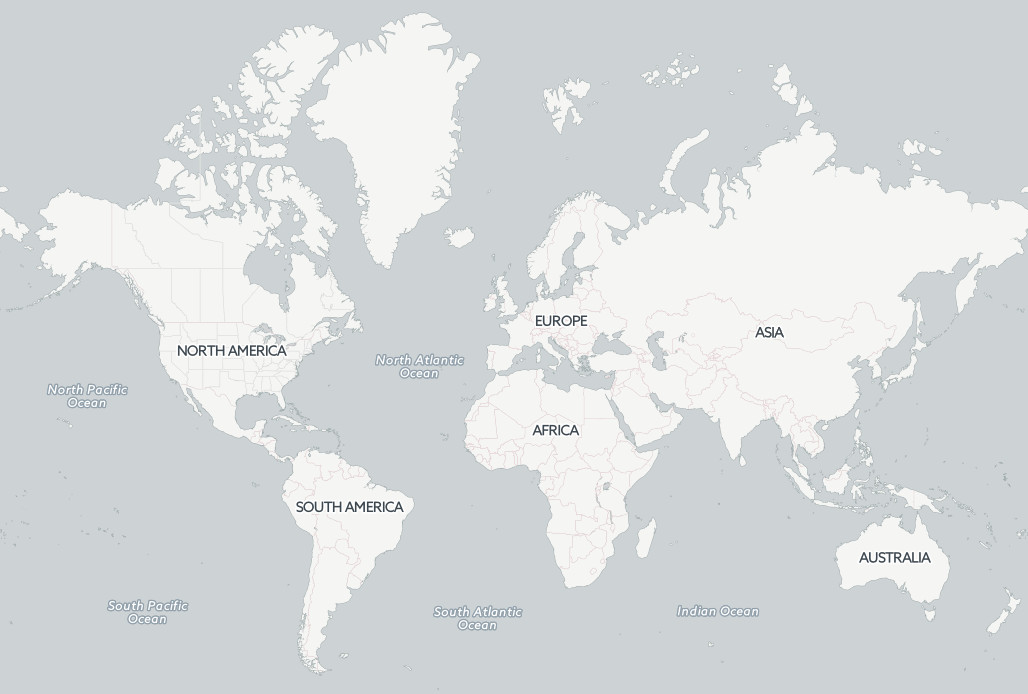 EUROPE
ASIA
NORTH AMERICA
North Atlantic
Ocean
North Pacific
Ocean
AFRICA
SOUTH AMERICA
AUSTRALIA
South Pacific
Ocean
South Atlantic
Ocean
Indian Ocean